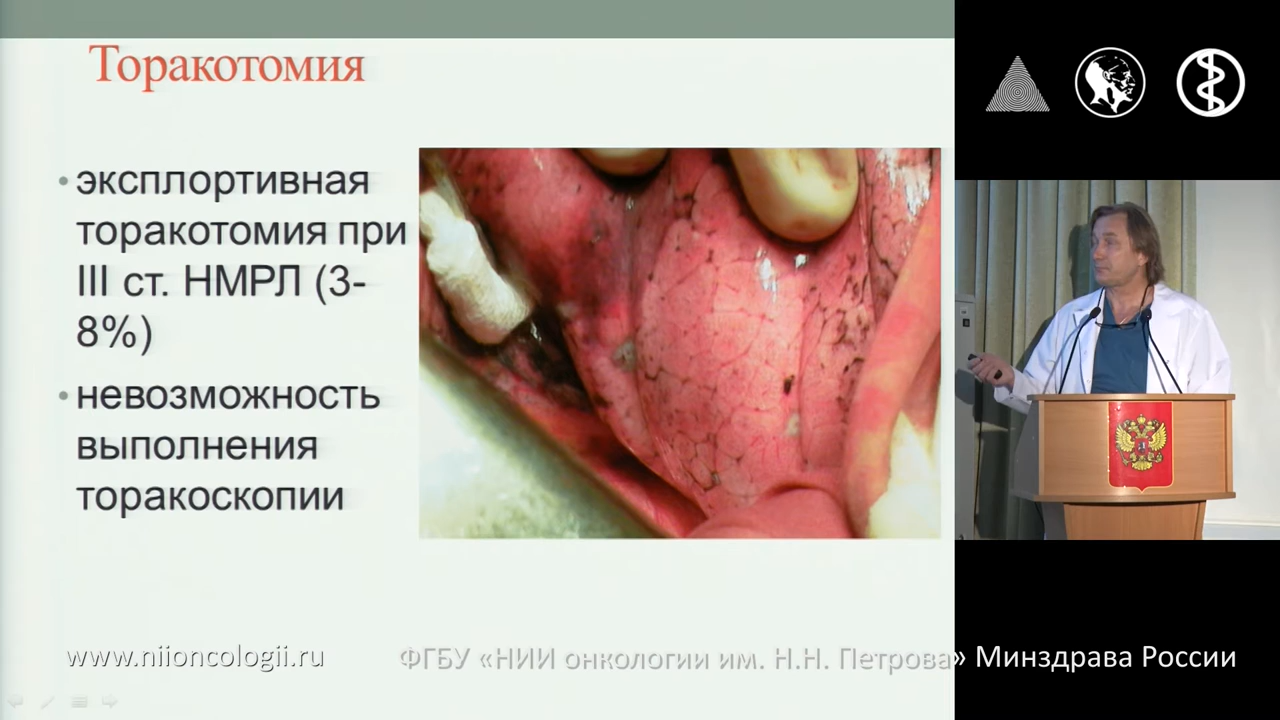 Торакотомия
• эксплортивная
торакотомия при
III ст. НМРЛ (3-
8%)
• невозможность
выполнения
торакоскопии
www.niioncologii.ru
ФГБУ «НИИ онкологии им. Н.Н. Петрова» Минздрава России